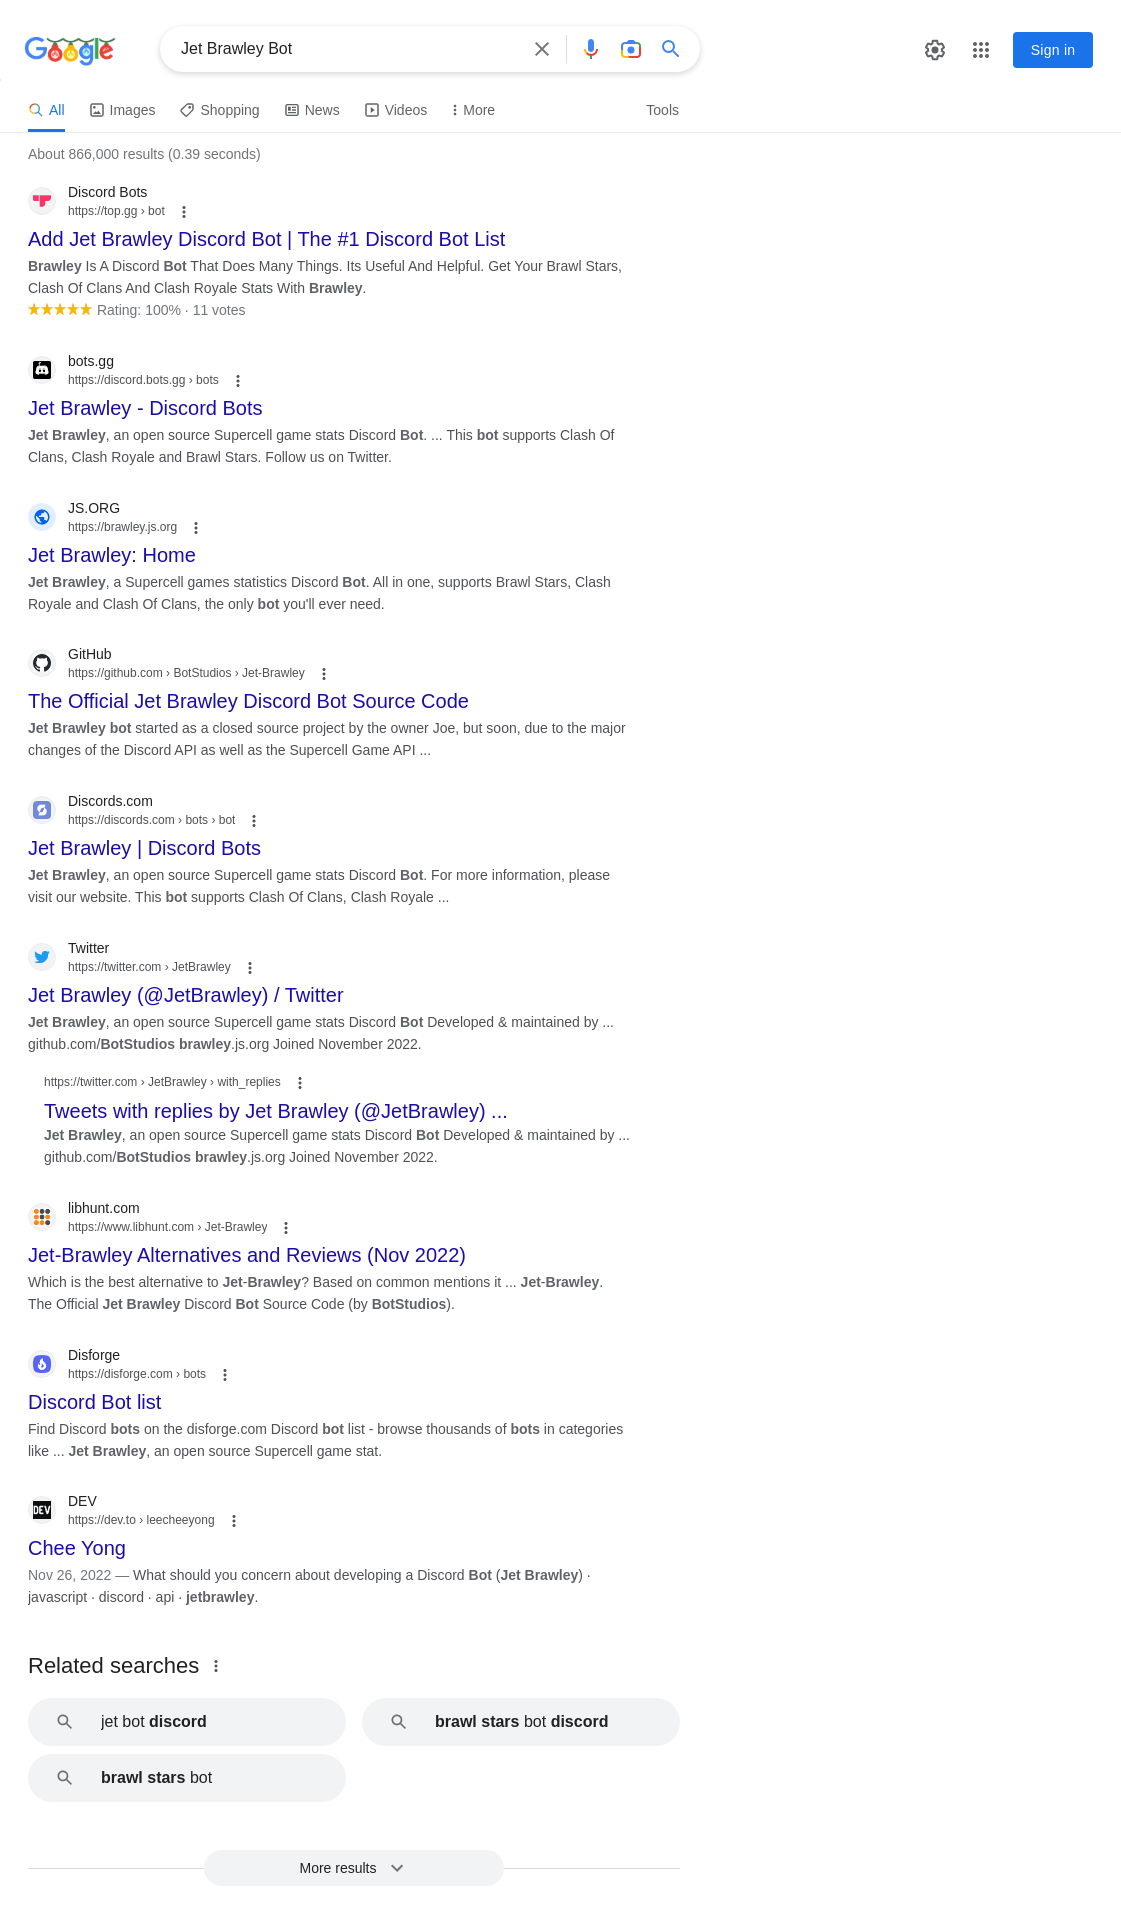 Google
Jet Brawley Bot
Sign in
All
Images
Shopping
News
Videos
More
Tools
About 866,000 results (0.39 seconds)
Discord Bots
https://top.gg › bot
Add Jet Brawley Discord Bot | The #1 Discord Bot List
Brawley Is A Discord Bot That Does Many Things. Its Useful And Helpful. Get Your Brawl Stars,
Clash Of Clans And Clash Royale Stats With Brawley.
Rating: 100% · 11 votes
bots.gg
https://discord.bots.gg › bots
Jet Brawley - Discord Bots
Jet Brawley, an open source Supercell game stats Discord Bot. ... This bot supports Clash Of
Clans, Clash Royale and Brawl Stars. Follow us on Twitter.
JS.ORG
https://brawley.js.org
Jet Brawley: Home
Jet Brawley, a Supercell games statistics Discord Bot. All in one, supports Brawl Stars, Clash
Royale and Clash Of Clans, the only bot you'll ever need.
GitHub
https://github.com › BotStudios › Jet-Brawley
The Official Jet Brawley Discord Bot Source Code
Jet Brawley bot started as a closed source project by the owner Joe, but soon, due to the major
changes of the Discord API as well as the Supercell Game API ...
Discords.com
https://discords.com › bots › bot
Jet Brawley | Discord Bots
Jet Brawley, an open source Supercell game stats Discord Bot. For more information, please
visit our website. This bot supports Clash Of Clans, Clash Royale ...
Twitter
https://twitter.com › JetBrawley
Jet Brawley (@JetBrawley) / Twitter
Jet Brawley, an open source Supercell game stats Discord Bot Developed & maintained by ...
github.com/BotStudios brawley.js.org Joined November 2022.
https://twitter.com › JetBrawley › with_replies
Tweets with replies by Jet Brawley (@JetBrawley) ...
Jet Brawley, an open source Supercell game stats Discord Bot Developed & maintained by ...
github.com/BotStudios brawley.js.org Joined November 2022.
libhunt.com
https://www.libhunt.com › Jet-Brawley
Jet-Brawley Alternatives and Reviews (Nov 2022)
Which is the best alternative to Jet-Brawley? Based on common mentions it ... Jet-Brawley.
The Official Jet Brawley Discord Bot Source Code (by BotStudios).
Disforge
https://disforge.com › bots
Discord Bot list
Find Discord bots on the disforge.com Discord bot list - browse thousands of bots in categories
like ... Jet Brawley, an open source Supercell game stat.
DEV
DEV
https://dev.to › leecheeyong
Chee Yong
Nov 26, 2022 — What should you concern about developing a Discord Bot (Jet Brawley) ·
javascript · discord · api · jetbrawley.
Related searches
jet bot discord
brawl stars bot discord
brawl stars bot
More results